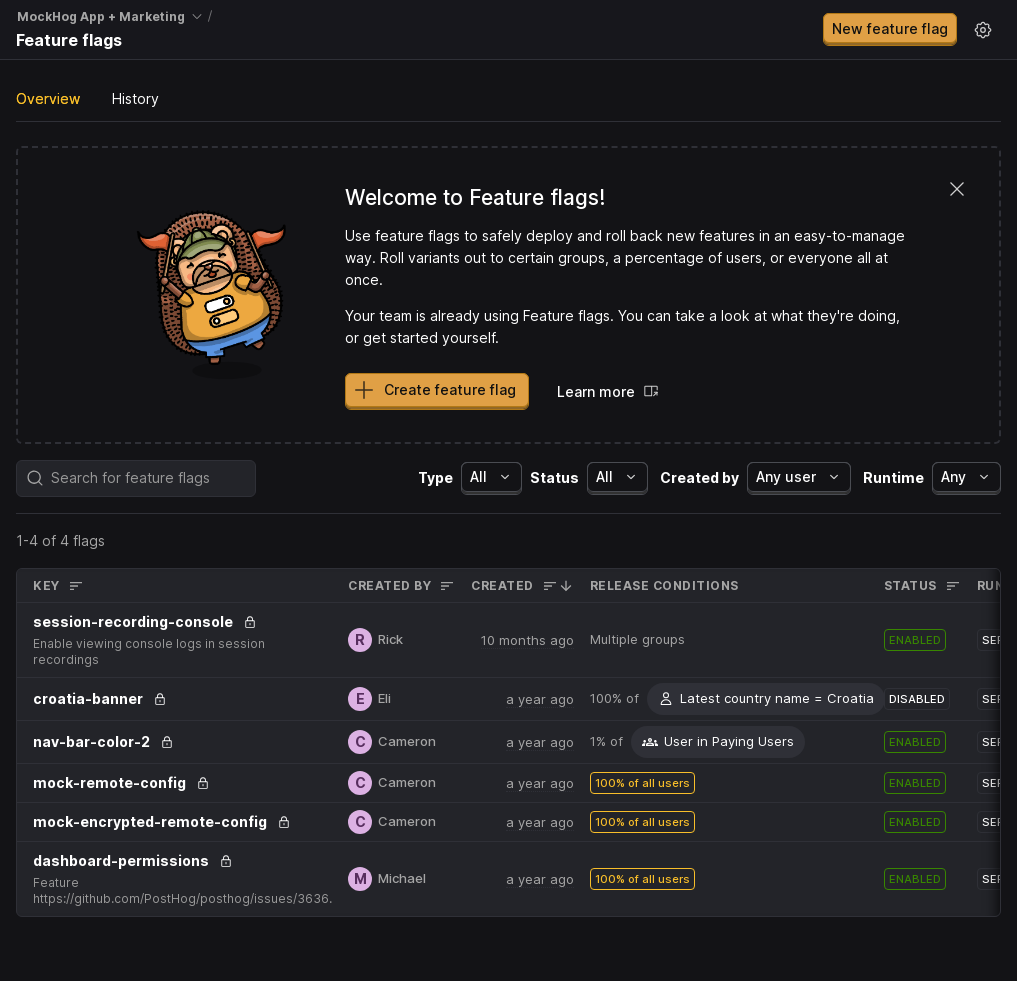 MockHog App + Marketing /
Feature flags
New feature flag
Overview
History
Welcome to Feature flags!
Use feature flags to safely deploy and roll back new features in an easy-to-manage
way. Roll variants out to certain groups, a percentage of users, or everyone all at
once.
Your team is already using Feature flags. You can take a look at what they're doing,
or get started yourself.
Create feature flag
Learn more
Search for feature flags
Type All Status All Created by Any user Runtime Any
1-4 of 4 flags
KEY CREATED BY CREATED RELEASE CONDITIONS STATUS RUN
session-recording-console
Enable viewing console logs in session
recordings
R Rick 10 months ago Multiple groups ENABLED SER
croatia-banner E Eli a year ago 100% of Latest country name = Croatia DISABLED SER
nav-bar-color-2 C Cameron a year ago 1% of User in Paying Users ENABLED SER
mock-remote-config C Cameron a year ago 100% of all users ENABLED SER
mock-encrypted-remote-config C Cameron a year ago 100% of all users ENABLED SER
dashboard-permissions
Feature
https://github.com/PostHog/posthog/issues/3636.
M Michael a year ago 100% of all users ENABLED SER